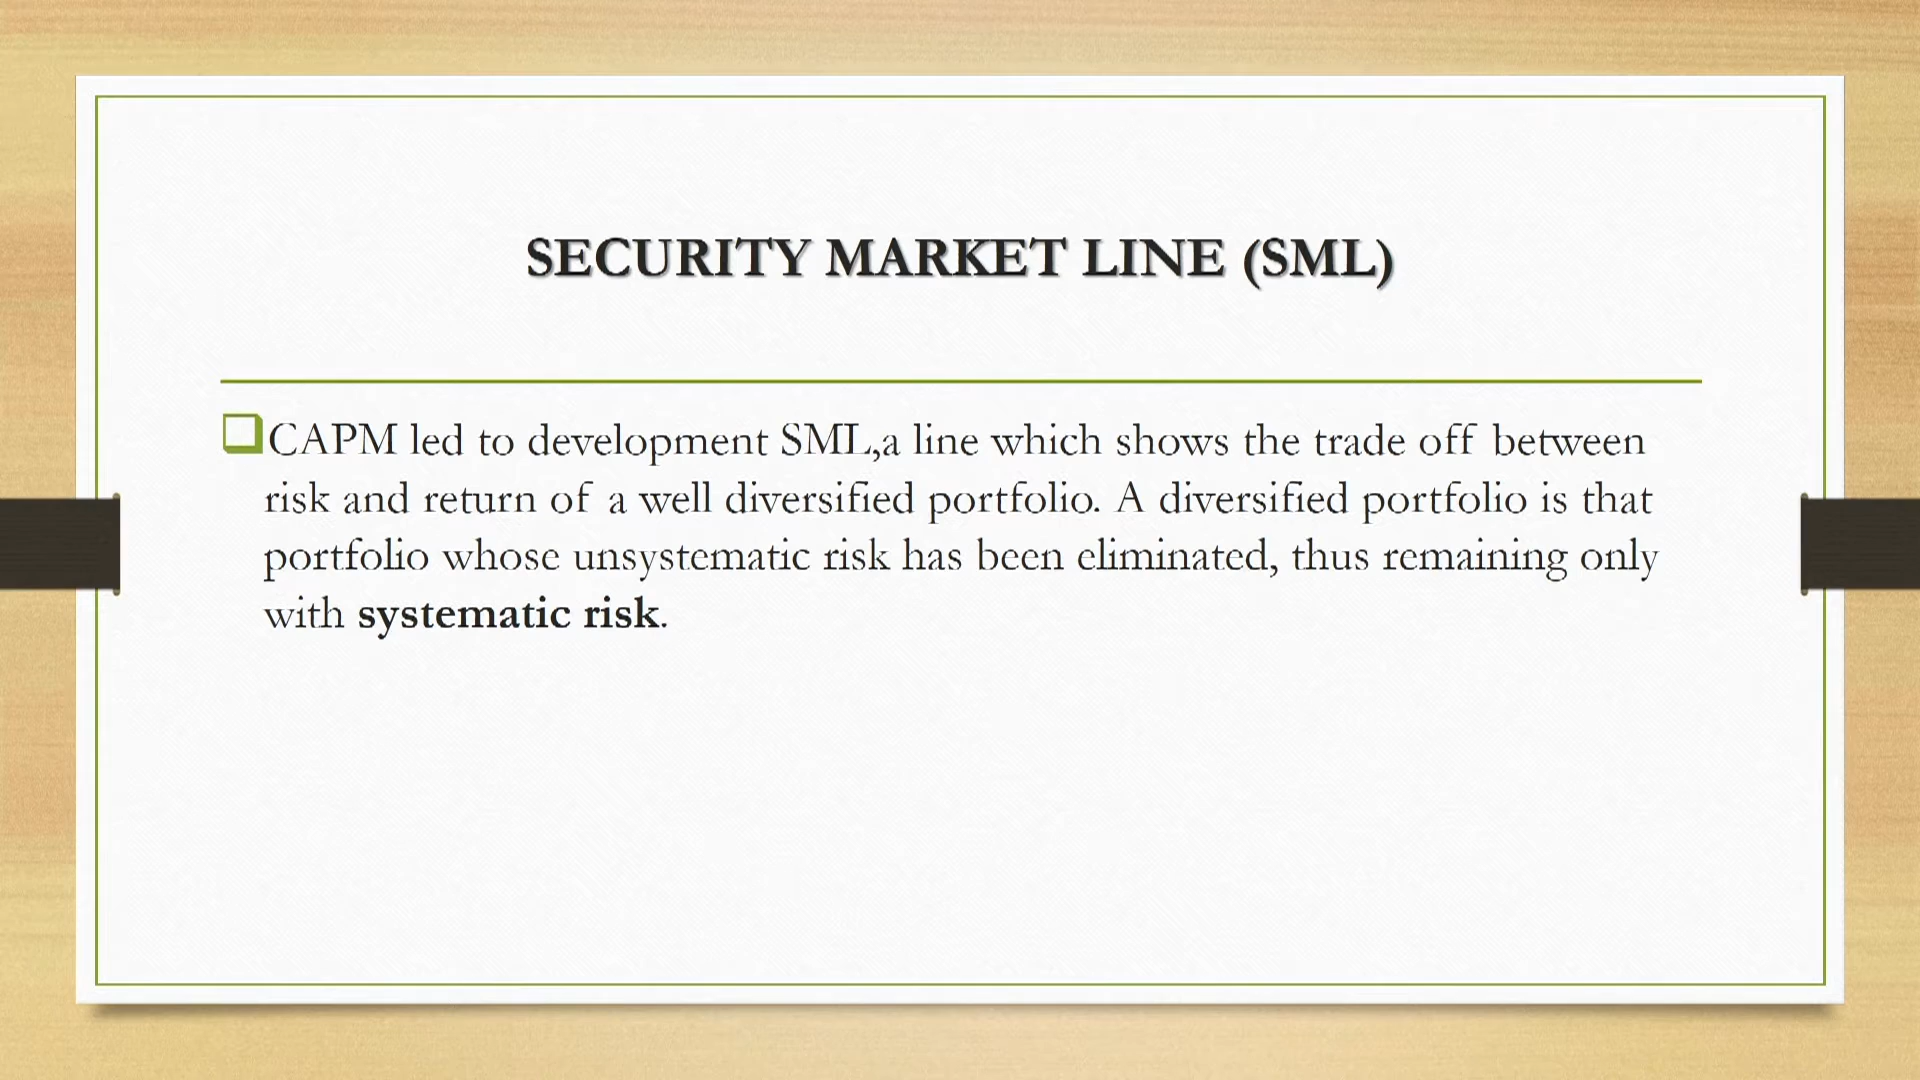 SECURITY MARKET LINE (SML)
CAPM led to development SML,a line which shows the trade off between
risk and return of a well diversified portfolio. A diversified portfolio is that
portfolio whose unsystematic risk has been eliminated, thus remaining only
with systematic risk.